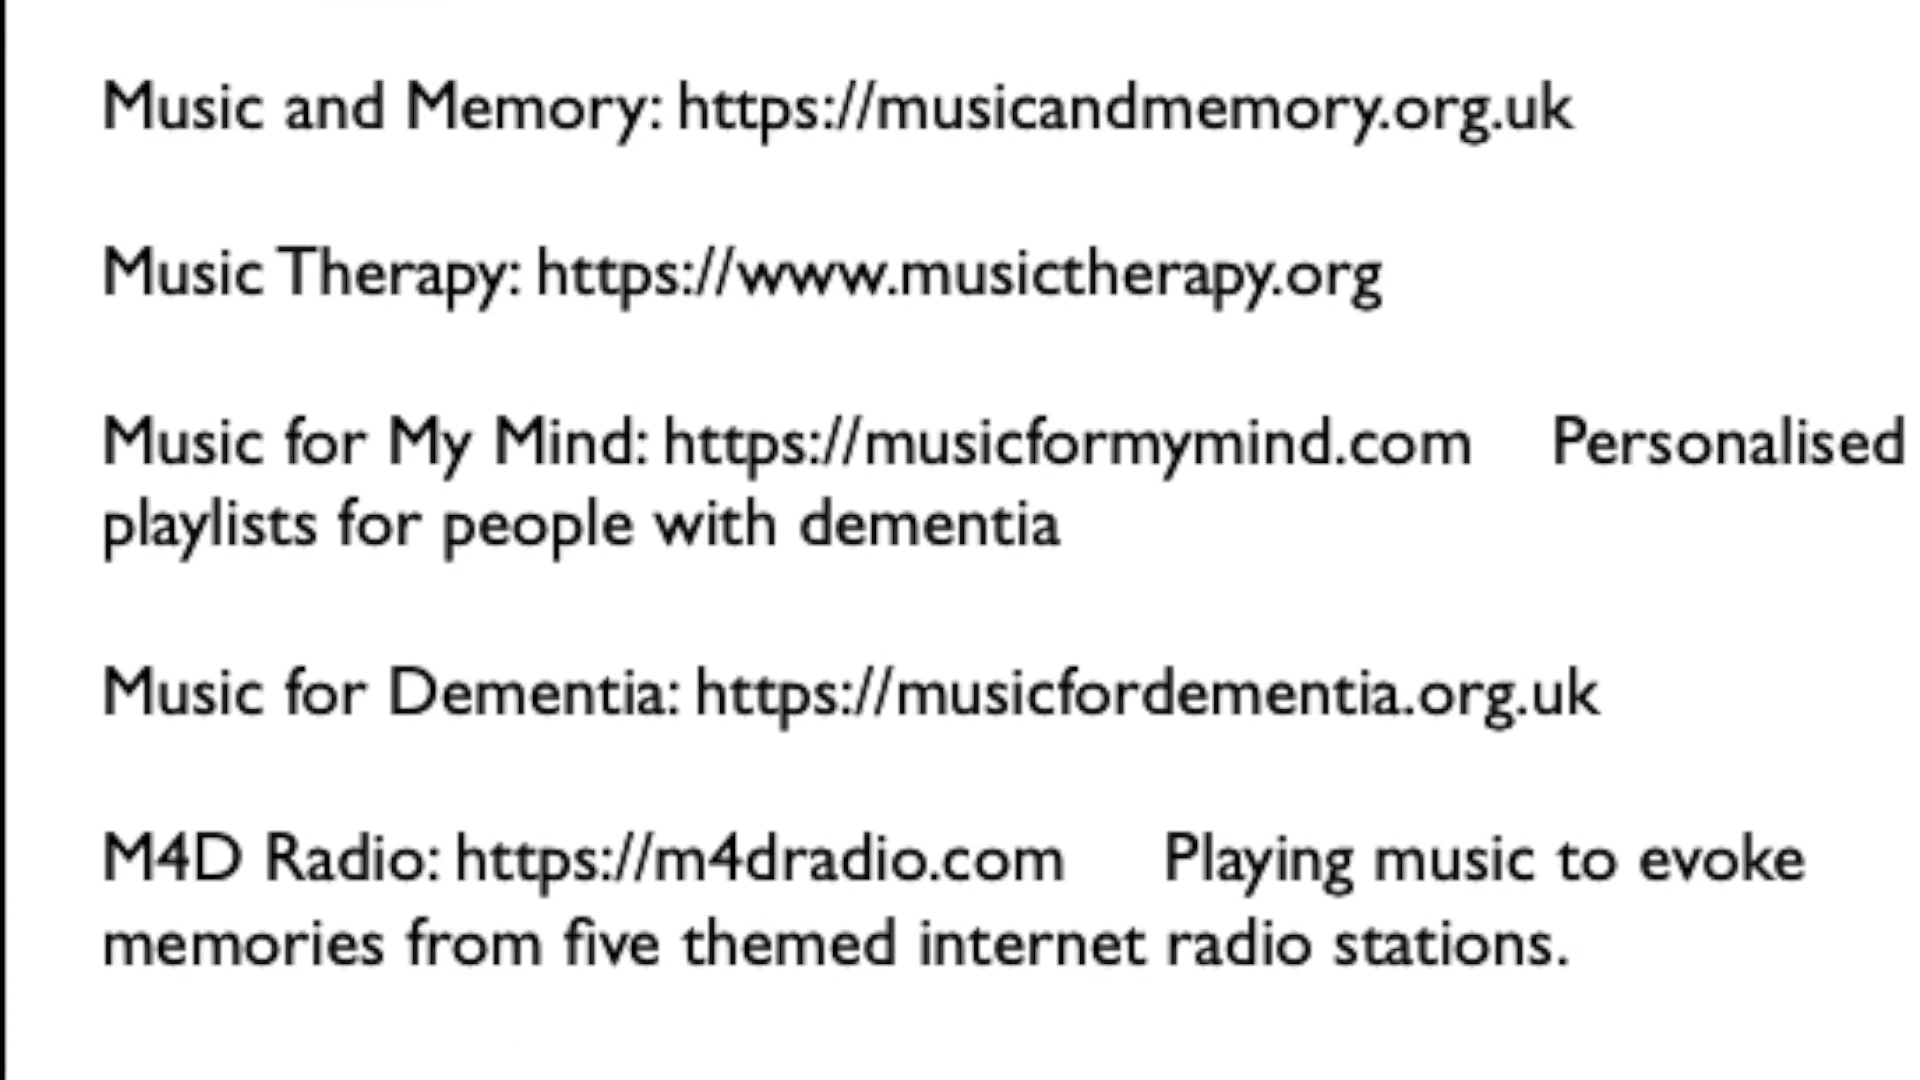 Music and Memory: https://musicandmemory.org.uk
Music Therapy: https://www.musictherapy.org
Music for My Mind: https://musicformymind.com Personalised
playlists for people with dementia
Music for Dementia: https://musicfordementia.org.uk
M4D Radio: https://m4dradio.com Playing music to evoke
memories from five themed internet radio stations.